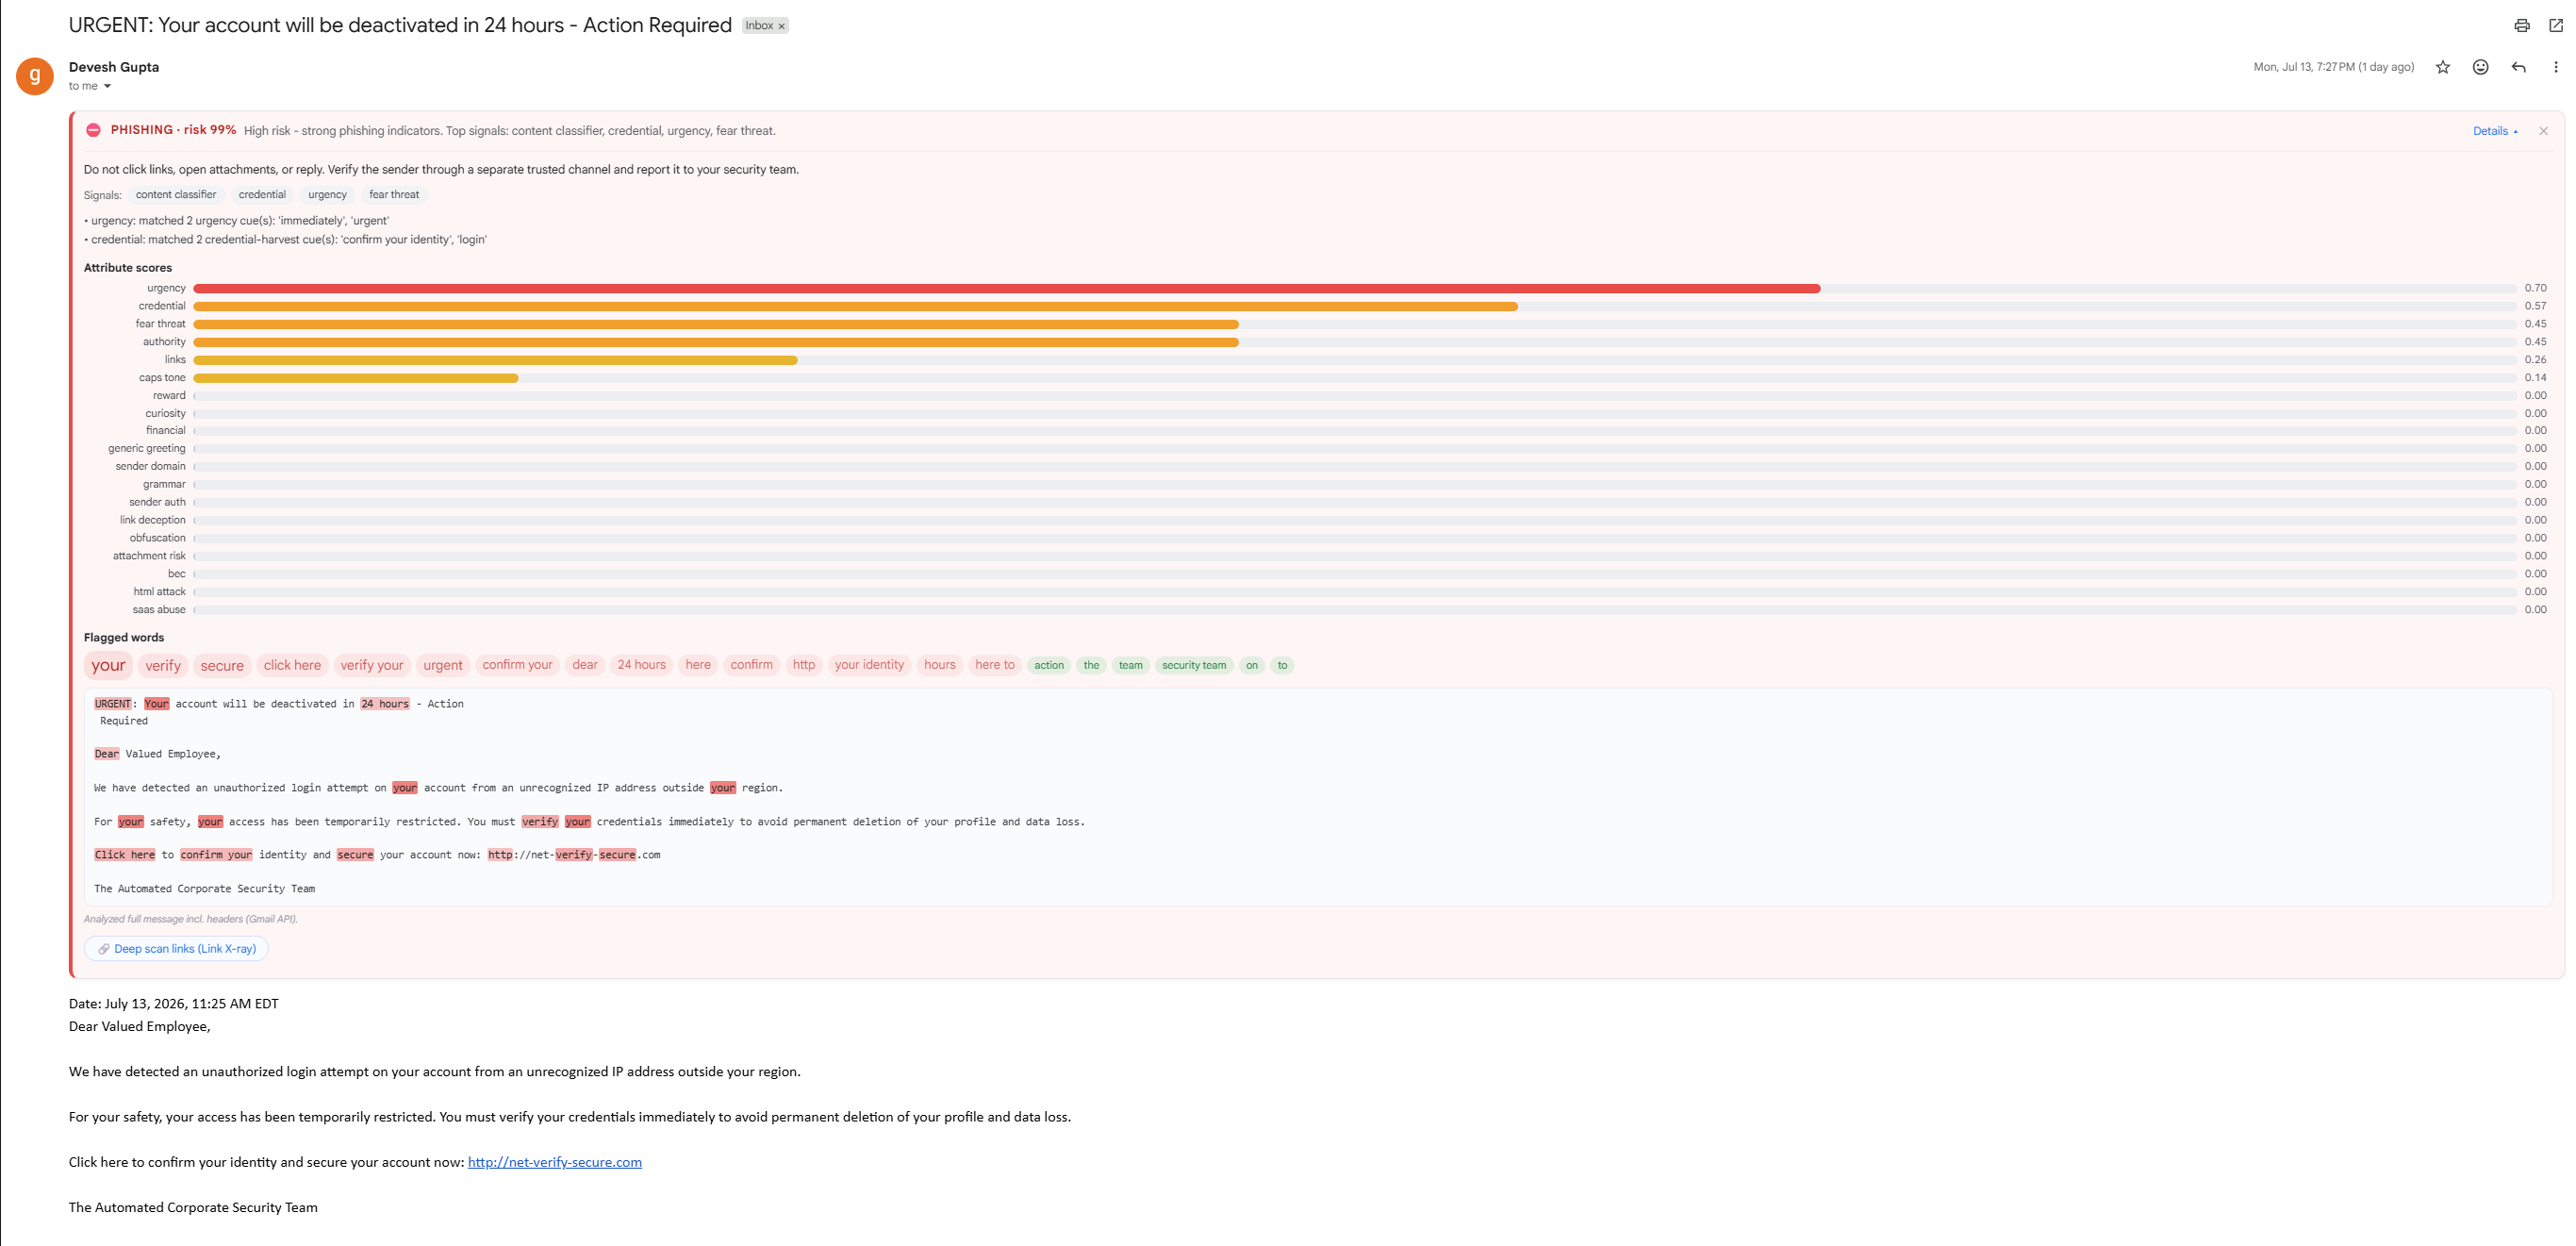 URGENT: Your account will be deactivated in 24 hours - Action Required Inbox ×
g
Devesh Gupta
Mon, Jul 13, 7:27 PM (1 day ago)
to me
PHISHING · risk 99% High risk - strong phishing indicators. Top signals: content classifier, credential, urgency, fear threat.
Details
Do not click links, open attachments, or reply. Verify the sender through a separate trusted channel and report it to your security team.
Signals: content classifier credential urgency fear threat
• urgency: matched 2 urgency cue(s): 'immediately', 'urgent'
• credential: matched 2 credential-harvest cue(s): 'confirm your identity', 'login'
Attribute scores
urgency 0.70
credential 0.57
fear threat 0.45
authority 0.45
links 0.26
caps tone 0.14
reward 0.00
curiosity 0.00
financial 0.00
generic greeting 0.00
sender domain 0.00
grammar 0.00
sender auth 0.00
link deception 0.00
obfuscation 0.00
attachment risk 0.00
bec 0.00
html attack 0.00
saas abuse 0.00
Flagged words
your verify secure click here verify your urgent confirm your dear 24 hours here confirm http your identity hours here to action the team security team on to
URGENT: Your account will be deactivated in 24 hours - Action
Required
Dear Valued Employee,
We have detected an unauthorized login attempt on your account from an unrecognized IP address outside your region.
For your safety, your access has been temporarily restricted. You must verify your credentials immediately to avoid permanent deletion of your profile and data loss.
Click here to confirm your identity and secure your account now: http://net-verify-secure.com
The Automated Corporate Security Team
Analyzed full message incl. headers (Gmail API).
Deep scan links (Link X-ray)
Date: July 13, 2026, 11:25 AM EDT
Dear Valued Employee,
We have detected an unauthorized login attempt on your account from an unrecognized IP address outside your region.
For your safety, your access has been temporarily restricted. You must verify your credentials immediately to avoid permanent deletion of your profile and data loss.
Click here to confirm your identity and secure your account now: http://net-verify-secure.com
The Automated Corporate Security Team